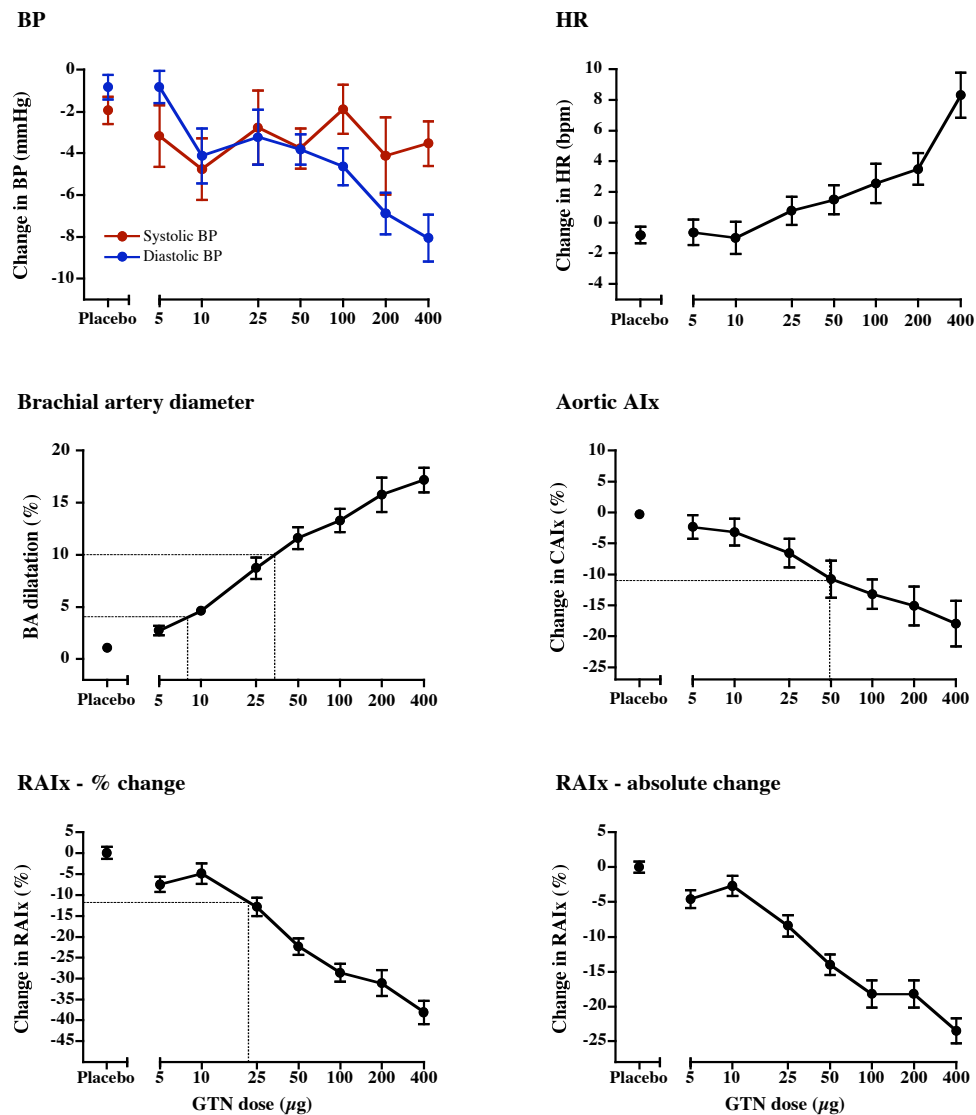 BP
Change in BP (mmHg)
0
-2
-4
-6
-8
-10
Systolic BP
Diastolic BP
Placebo 5 10 25 50 100 200 400
HR
Change in HR (bpm)
10
8
6
4
2
0
-2
-4
Placebo 5 10 25 50 100 200 400
Brachial artery diameter
BA dilatation (%)
20
15
10
5
0
Placebo 5 10 25 50 100 200 400
Aortic AIx
Change in CAIx (%)
10
5
0
-5
-10
-15
-20
-25
Placebo 5 10 25 50 100 200 400
RAIx - % change
Change in RAIx (%)
5
0
-5
-10
-15
-20
-25
-30
-35
-40
-45
Placebo 5 10 25 50 100 200 400
GTN dose (µg)
RAIx - absolute change
Change in RAIx (%)
5
0
-5
-10
-15
-20
-25
Placebo 5 10 25 50 100 200 400
GTN dose (µg)